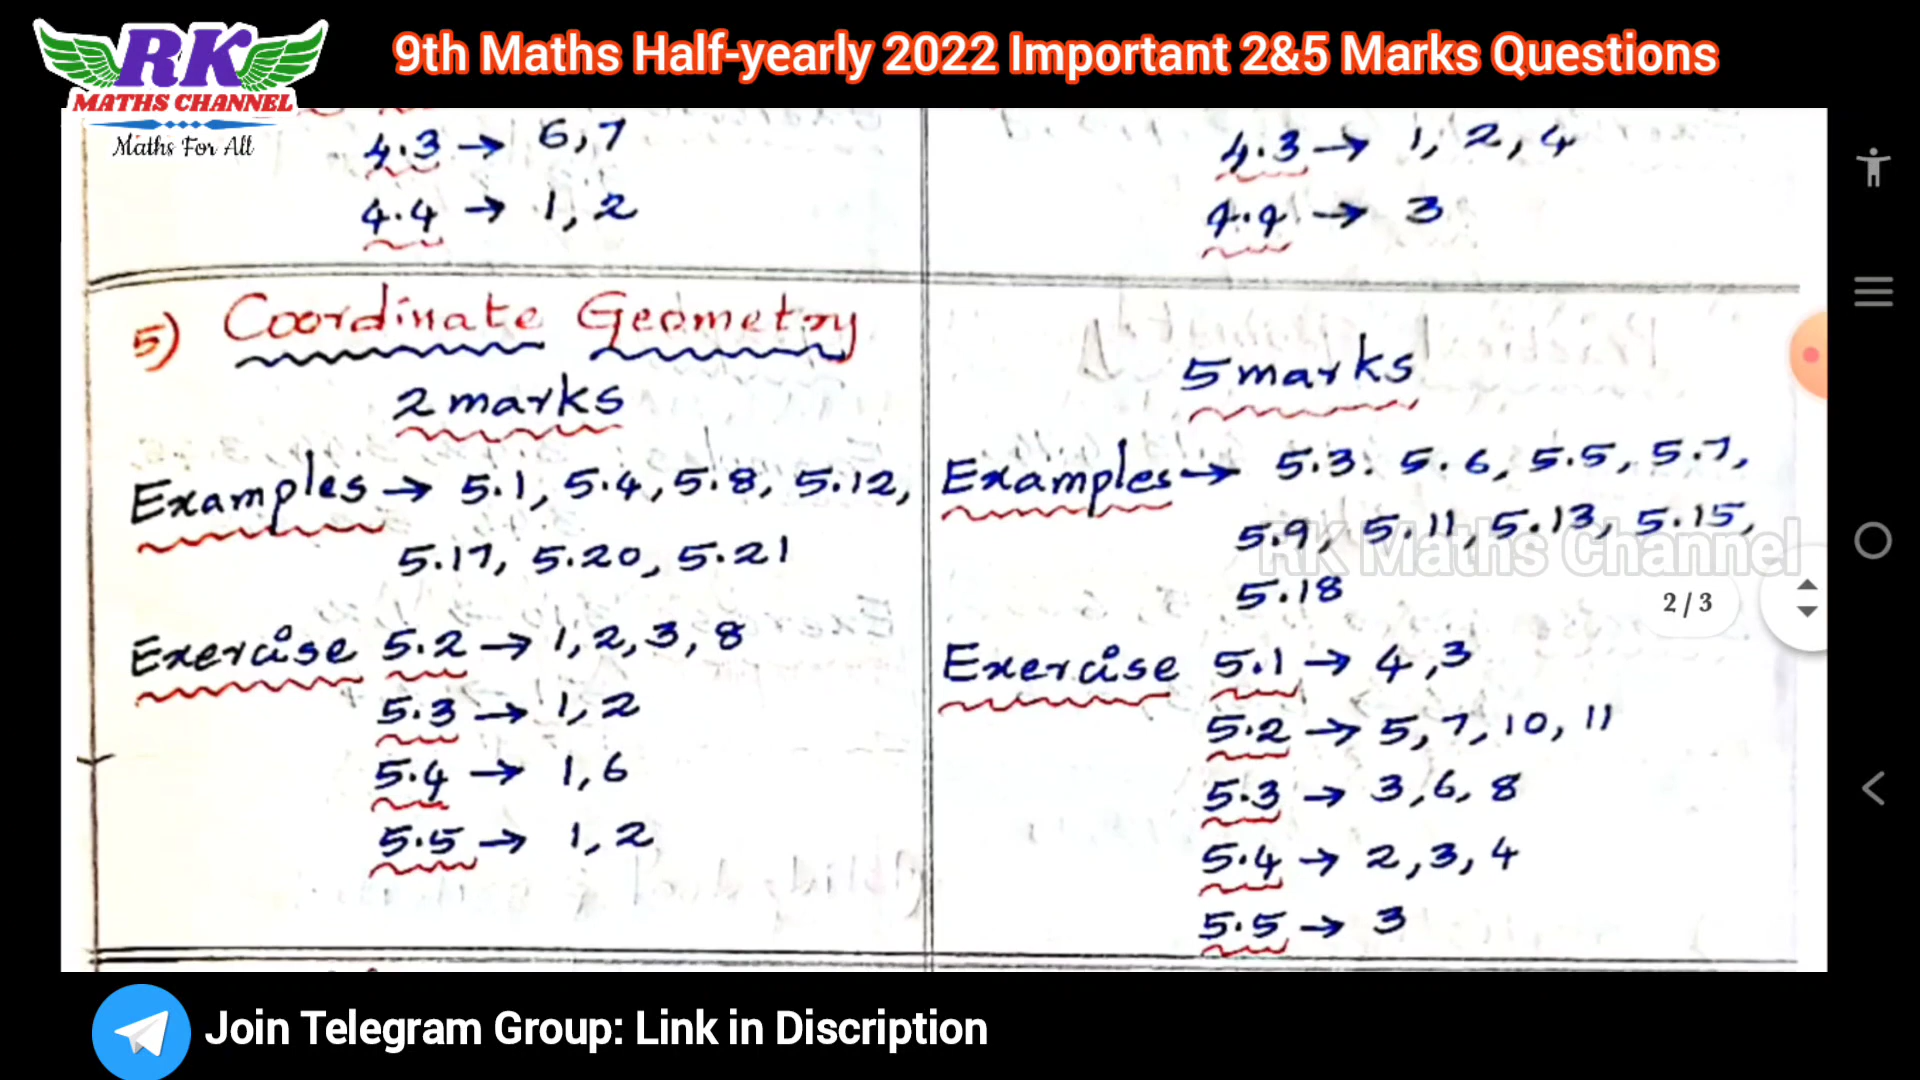 RK
MATHS CHANNEL
Maths For All
9th Maths Half-yearly 2022 Important 2&5 Marks Questions
4.3 → 6,7
4.4 → 1, 2
4.3 → 1, 2, 4
4.4 → 3
5) Coordinate Geometry
2 marks
Examples → 5.1, 5.4, 5.8, 5.12,
5.17, 5.20, 5.21
Exercise 5.2 → 1, 2, 3, 8
5.3 → 1, 2
5.4 → 1, 6
5.5 → 1, 2
5 marks
Examples → 5.3. 5.6, 5.5, 5.7,
5.9, 5.11, 5.13, 5.15,
5.18
Exercise 5.1 → 4, 3
5.2 → 5, 7, 10, 11
5.3 → 3, 6, 8
5.4 → 2, 3, 4
5.5 → 3
RK Maths Channel
2 / 3
Join Telegram Group: Link in Discription